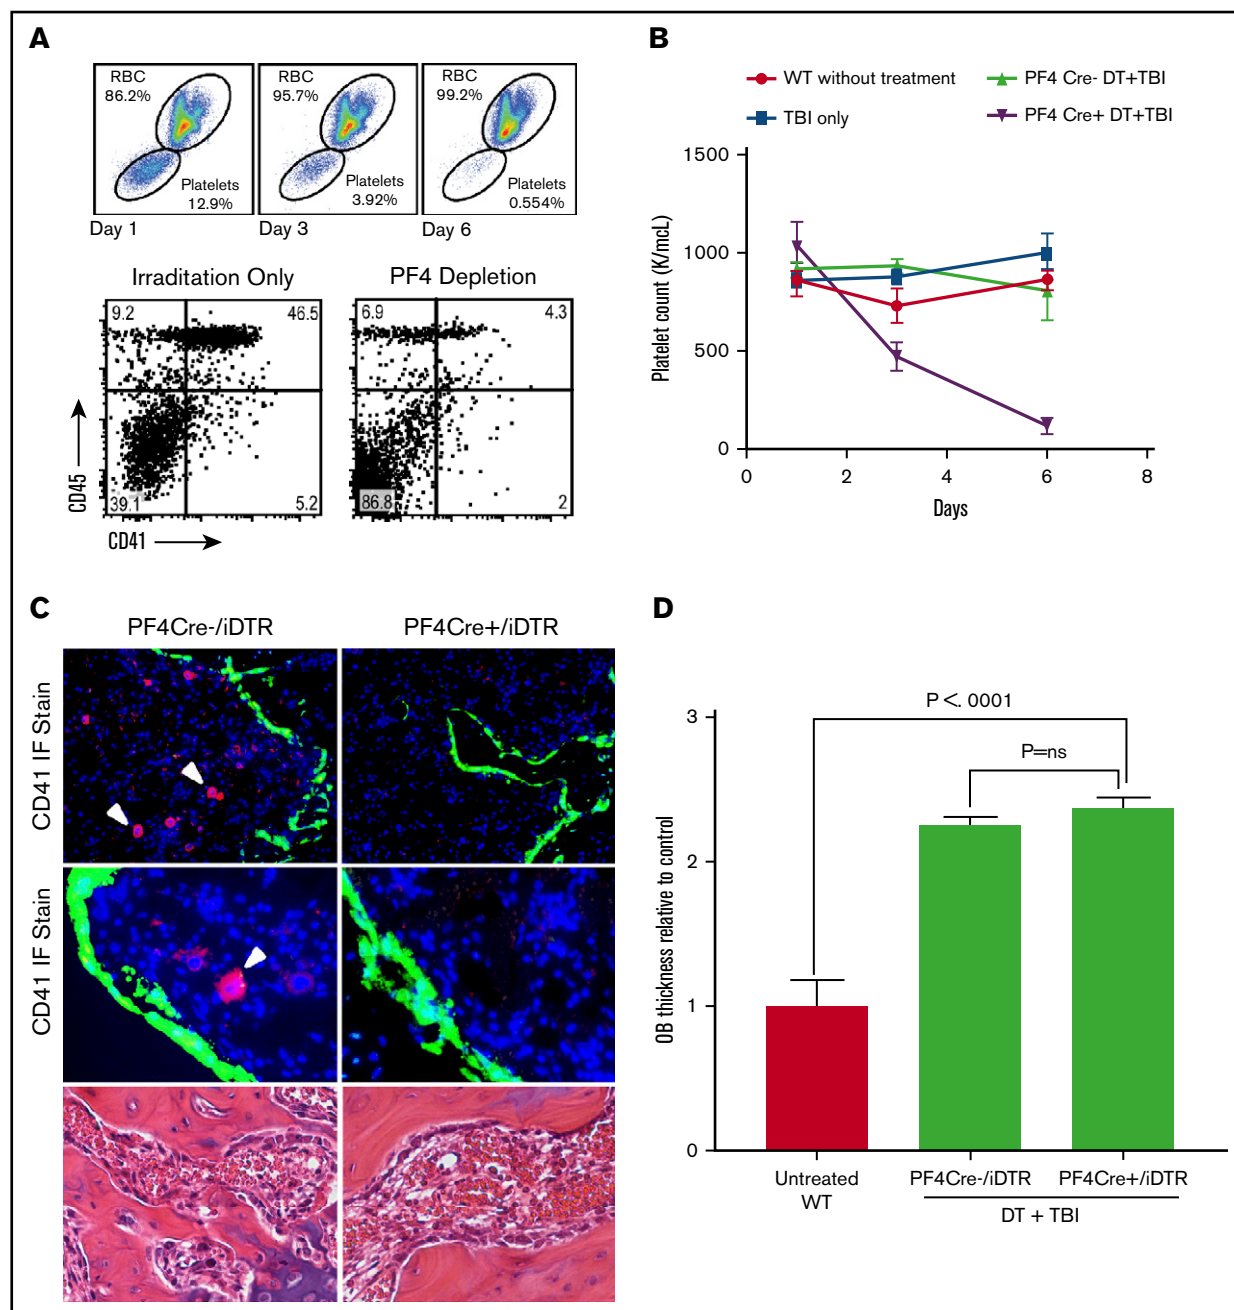 A
RBC
86.2%
Platelets
12.9%
Day 1
RBC
95.7%
Platelets
3.92%
Day 3
RBC
99.2%
Platelets
0.554%
Day 6
Irraditation Only
9.2
46.5
39.1
5.2
PF4 Depletion
6.9
4.3
86.8
2
CD45
CD41
B
WT without treatment
TBI only
PF4 Cre- DT+TBI
PF4 Cre+ DT+TBI
Platelet count (K/mcL)
1500
1000
500
0
0
2
4
6
8
Days
C
PF4Cre-/iDTR
PF4Cre+/iDTR
CD41 IF Stain
CD41 IF Stain
D
P <. 0001
P=ns
OB thickness relative to control
3
2
1
0
Untreated
WT
PF4Cre-/iDTR
PF4Cre+/iDTR
DT + TBI